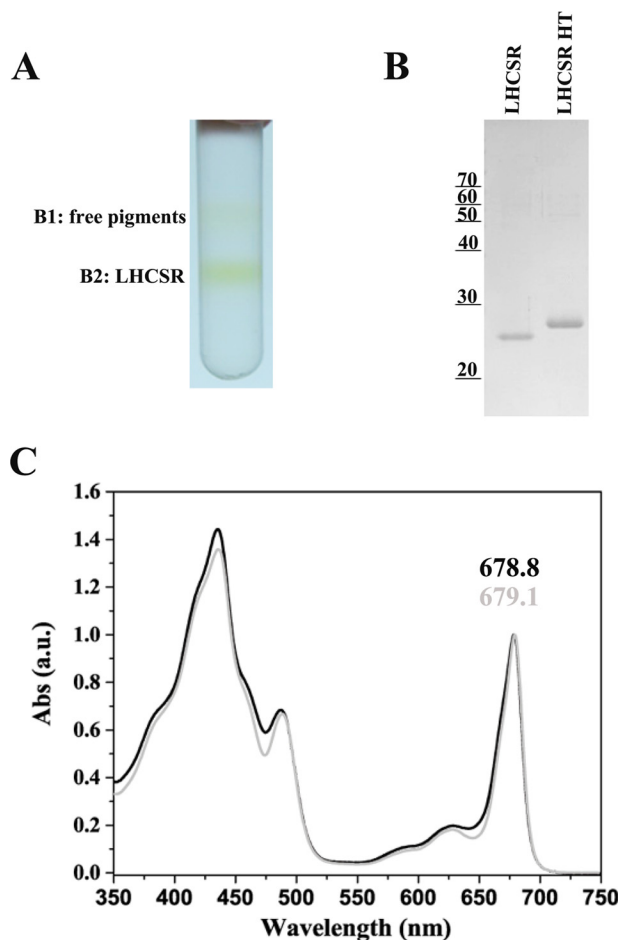 A
B1: free pigments
B2: LHCSR
B
LHCSR
LHCSR HT
70
60
50
40
30
20
C
678.8
679.1
Abs (a.u.)
1.6
1.4
1.2
1.0
0.8
0.6
0.4
0.2
0.0
350 400 450 500 550 600 650 700 750
Wavelength (nm)